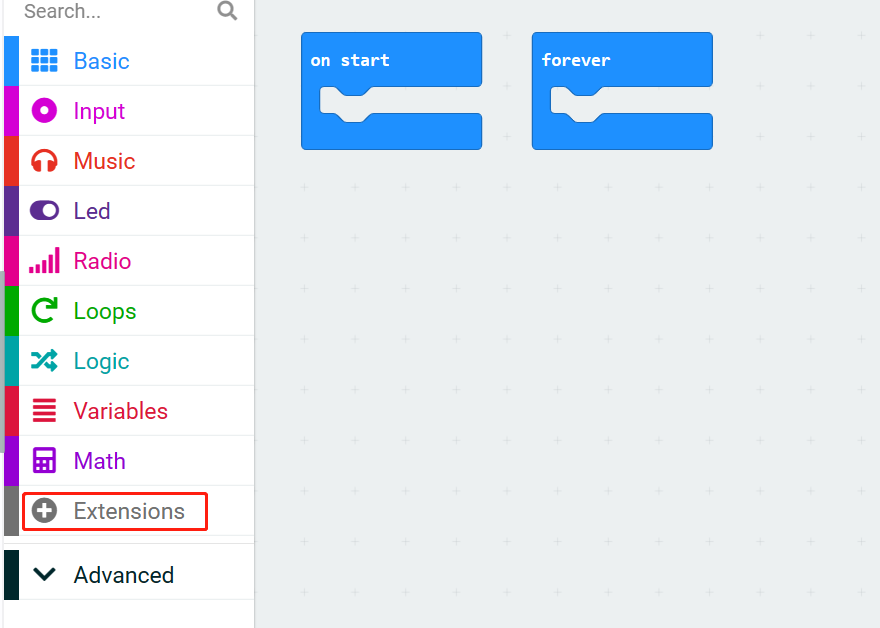 Search...
Basic
Input
Music
Led
Radio
Loops
Logic
Variables
Math
Extensions
Advanced
on start
forever